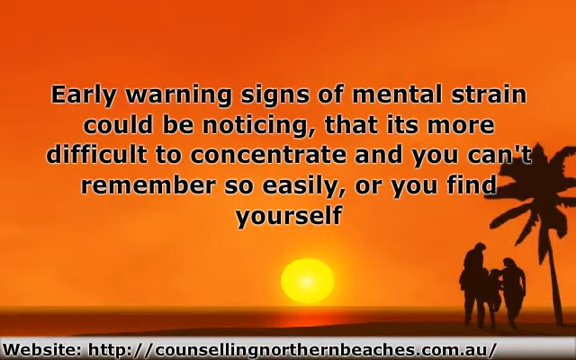 Early warning signs of mental strain
could be noticing, that its more
difficult to concentrate and you can't
remember so easily, or you find
yourself
Website: http://counsellingnorthernbeaches.com.au/